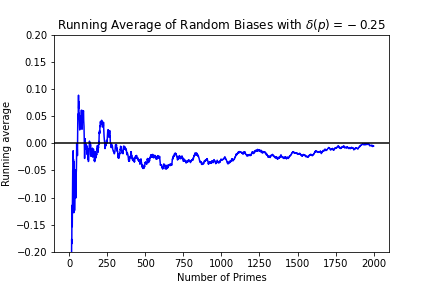 Running Average of Random Biases with δ(p) = − 0.25
0.20
0.15
0.10
0.05
0.00
−0.05
−0.10
−0.15
−0.20
Running average
0 250 500 750 1000 1250 1500 1750 2000
Number of Primes